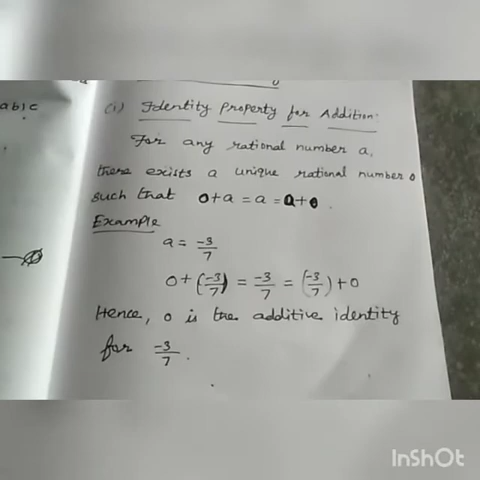 able
(i) Identity Property for Addition.
For any rational number a,
there exists a unique rational number 0
such that 0+a = a = a+0.
Example
a = -3/7
0+(-3/7) = -3/7 = (-3/7)+0
Hence, 0 is the additive identity
for -3/7.
InShOt